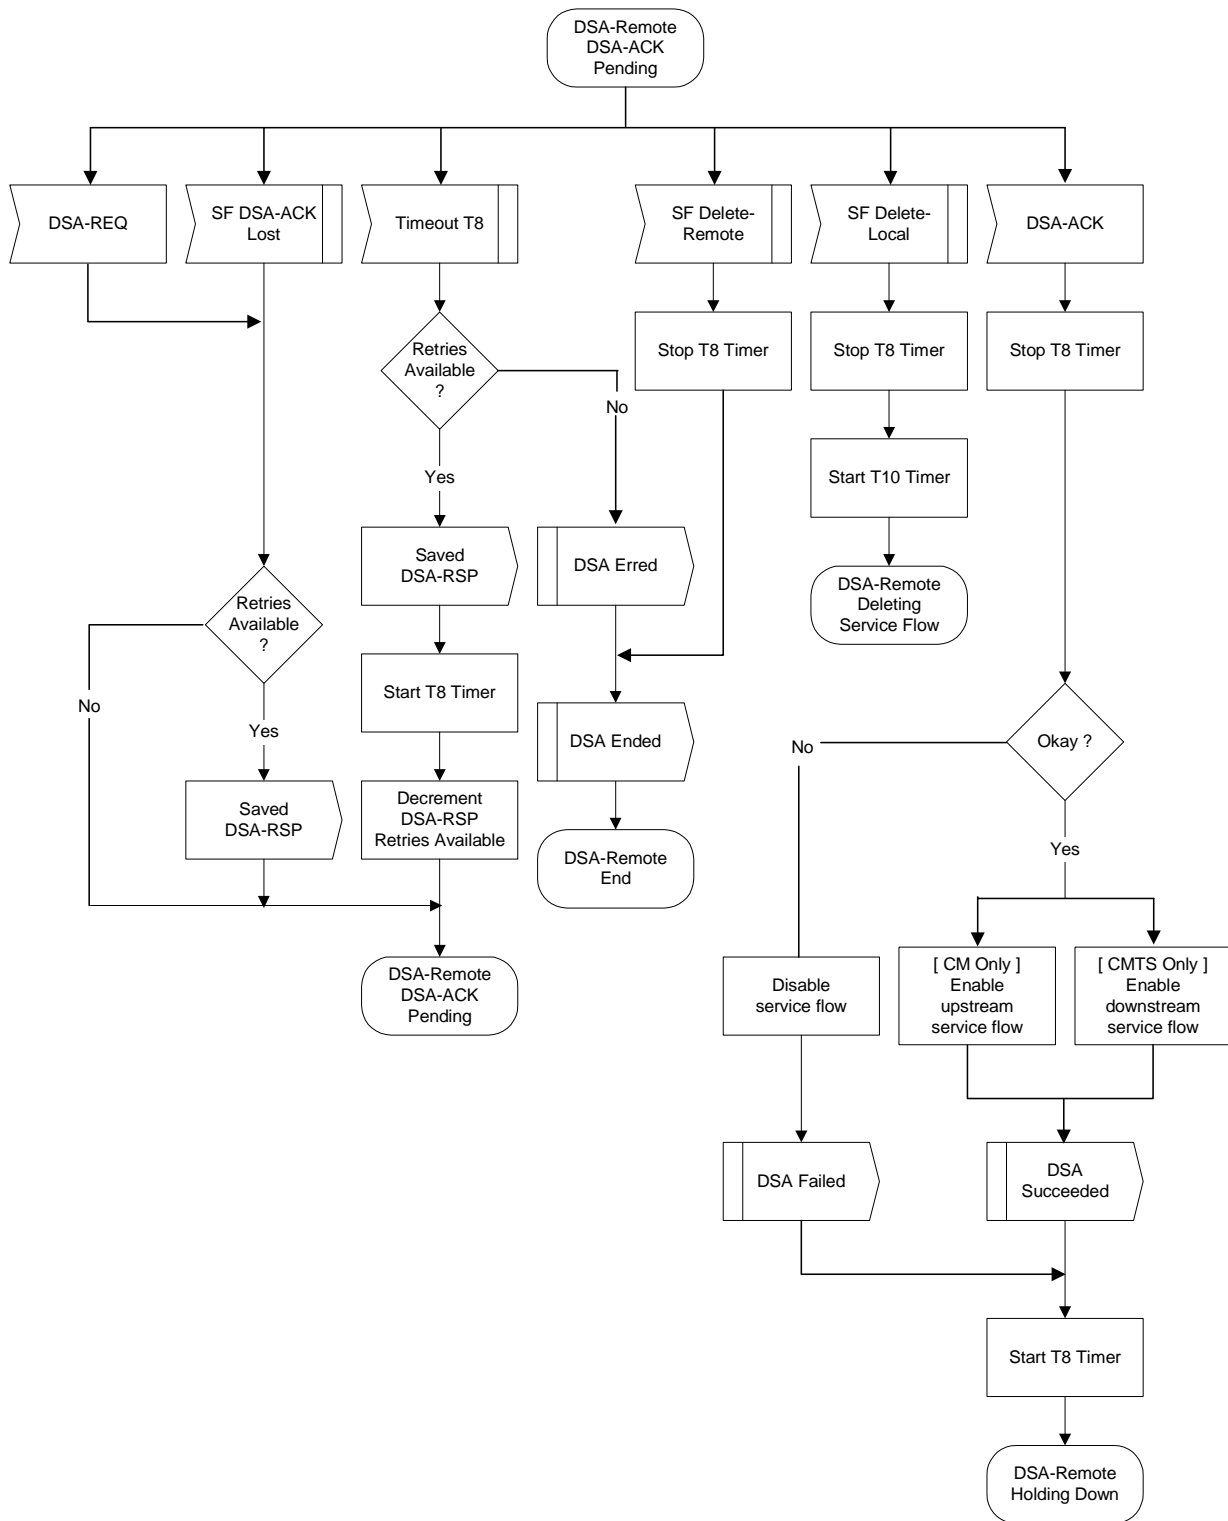 DSA-Remote
DSA-ACK
Pending
DSA-REQ
SF DSA-ACK
Lost
Timeout T8
SF Delete-
Remote
SF Delete-
Local
DSA-ACK
Retries
Available
?
Stop T8 Timer
Stop T8 Timer
Stop T8 Timer
No
Yes
Start T10 Timer
Saved
DSA-RSP
DSA Erred
DSA-Remote
Deleting
Service Flow
Retries
Available
?
Start T8 Timer
No
Yes
DSA Ended
No
Okay ?
Saved
DSA-RSP
Decrement
DSA-RSP
Retries Available
DSA-Remote
End
Yes
DSA-Remote
DSA-ACK
Pending
Disable
service flow
[ CM Only ]
Enable
upstream
service flow
[ CMTS Only ]
Enable
downstream
service flow
DSA Failed
DSA
Succeeded
Start T8 Timer
DSA-Remote
Holding Down